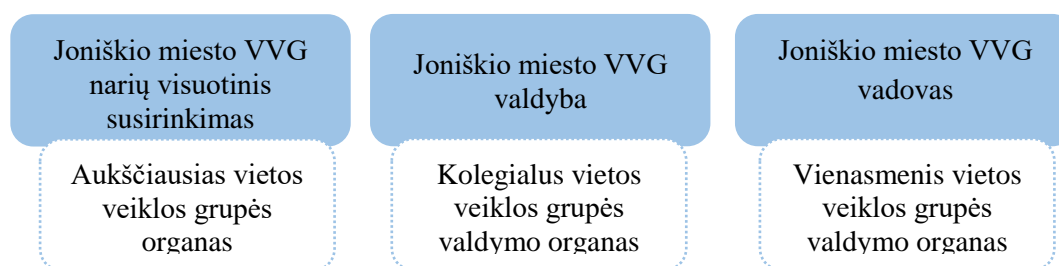 Joniškio miesto VVG
narių visuotinis
susirinkimas
Aukščiausias vietos
veiklos grupės
organas
Joniškio miesto VVG
valdyba
Kolegialus vietos
veiklos grupės
valdymo organas
Joniškio miesto VVG
vadovas
Vienasmenis vietos
veiklos grupės
valdymo organas